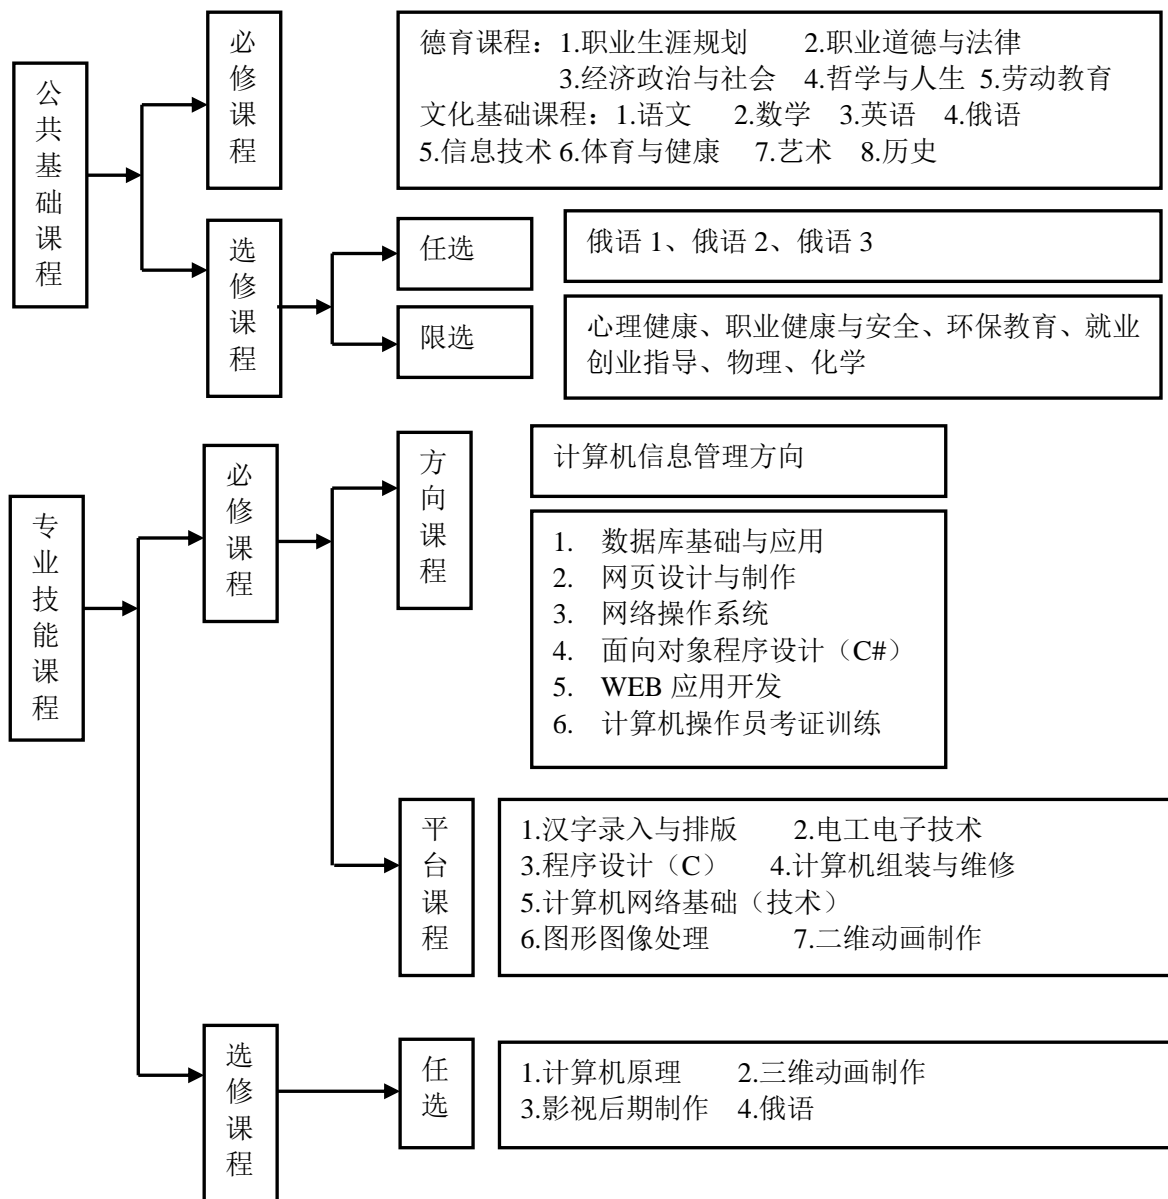 公共基础课程
必修课程
德育课程：1.职业生涯规划 2.职业道德与法律
3.经济政治与社会 4.哲学与人生 5.劳动教育
文化基础课程：1.语文 2.数学 3.英语 4.俄语
5.信息技术 6.体育与健康 7.艺术 8.历史
选修课程
任选
俄语 1、俄语 2、俄语 3
限选
心理健康、职业健康与安全、环保教育、就业
创业指导、物理、化学
专业技能课程
必修课程
方向课程
计算机信息管理方向
1. 数据库基础与应用
2. 网页设计与制作
3. 网络操作系统
4. 面向对象程序设计（C#）
5. WEB 应用开发
6. 计算机操作员考证训练
平台课程
1.汉字录入与排版 2.电工电子技术
3.程序设计（C） 4.计算机组装与维修
5.计算机网络基础（技术）
6.图形图像处理 7.二维动画制作
选修课程
任选
1.计算机原理 2.三维动画制作
3.影视后期制作 4.俄语